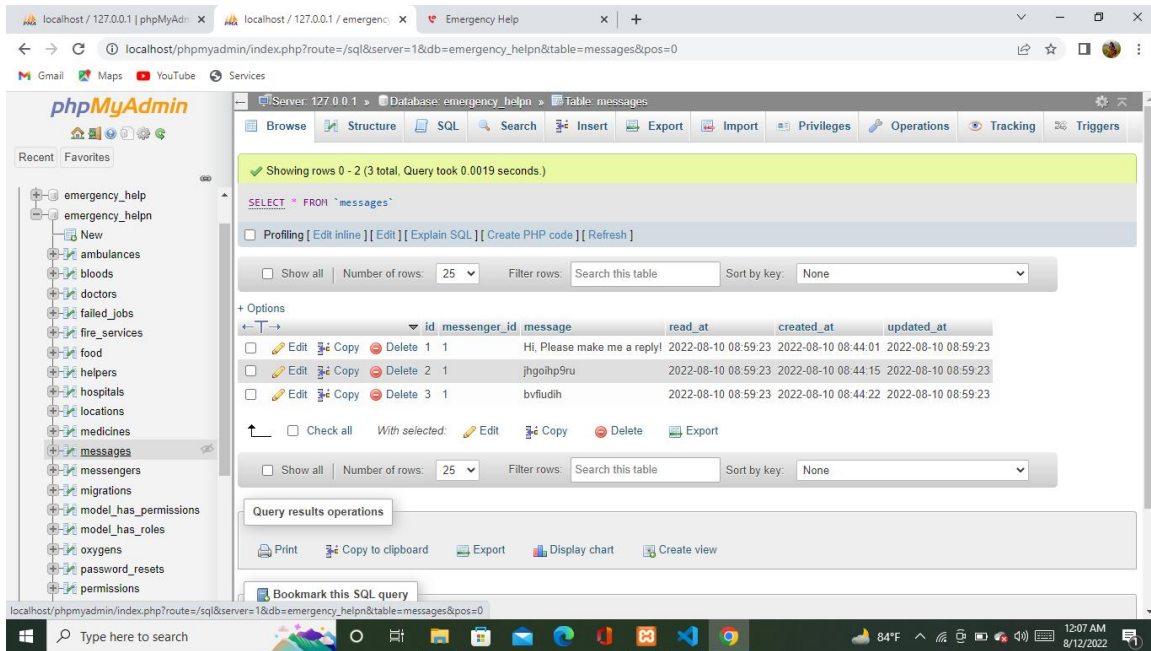 localhost / 127.0.0.1 | phpMyAdn
localhost / 127.0.0.1 / emergenc
Emergency Help
localhost/phpmyadmin/index.php?route=/sql&server=1&db=emergency_helpn&table=messages&pos=0
Gmail Maps YouTube Services
phpMyAdmin
Recent Favorites
emergency_help
emergency_helpn
New
ambulances
bloods
doctors
failed_jobs
fire_services
food
helpers
hospitals
locations
medicines
messages
messengers
migrations
model_has_permissions
model_has_roles
oxygens
password_resets
permissions
Server: 127.0.0.1 » Database: emergency_helpn » Table: messages
Browse Structure SQL Search Insert Export Import Privileges Operations Tracking Triggers
Showing rows 0 - 2 (3 total, Query took 0.0019 seconds.)
SELECT * FROM `messages`
Profiling [ Edit inline ] [ Edit ] [ Explain SQL ] [ Create PHP code ] [ Refresh ]
Show all | Number of rows: 25 Filter rows: Search this table Sort by key: None
+ Options
←T→ id messenger_id message read_at created_at updated_at
Edit Copy Delete 1 1 Hi, Please make me a reply! 2022-08-10 08:59:23 2022-08-10 08:44:01 2022-08-10 08:59:23
Edit Copy Delete 2 1 jhgoihp9ru 2022-08-10 08:59:23 2022-08-10 08:44:15 2022-08-10 08:59:23
Edit Copy Delete 3 1 bvfiudih 2022-08-10 08:59:23 2022-08-10 08:44:22 2022-08-10 08:59:23
Check all With selected: Edit Copy Delete Export
Show all | Number of rows: 25 Filter rows: Search this table Sort by key: None
Query results operations
Print Copy to clipboard Export Display chart Create view
Bookmark this SQL query
localhost/phpmyadmin/index.php?route=/sql&server=1&db=emergency_helpn&table=messages&pos=0
Type here to search
84°F
12:07 AM
8/12/2022